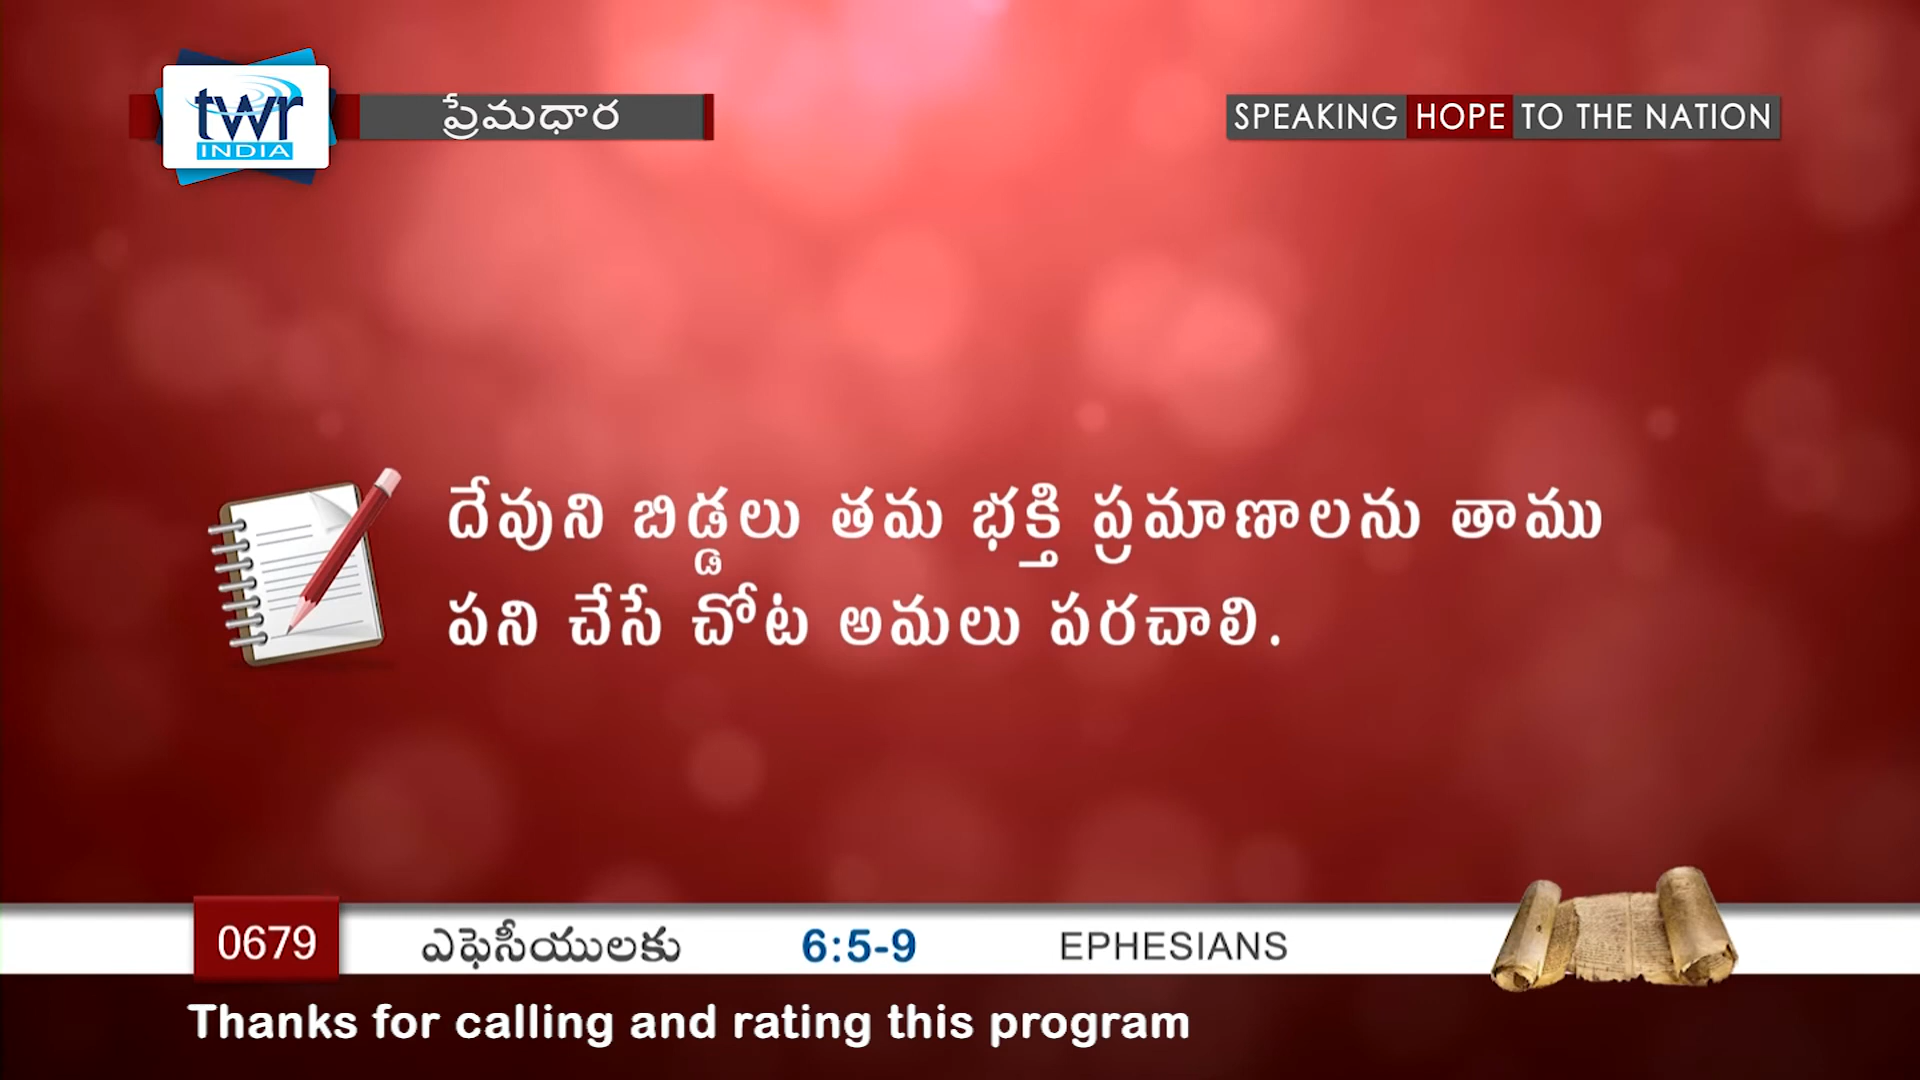 twr
INDIA
ప్రేమధార
SPEAKING HOPE TO THE NATION
దేవుని బిడ్డలు తమ భక్తి ప్రమాణాలను తాము
పని చేసే చోట అమలు పరచాలి.
0679 ఎఫెసీయులకు 6:5-9 EPHESIANS
Thanks for calling and rating this program